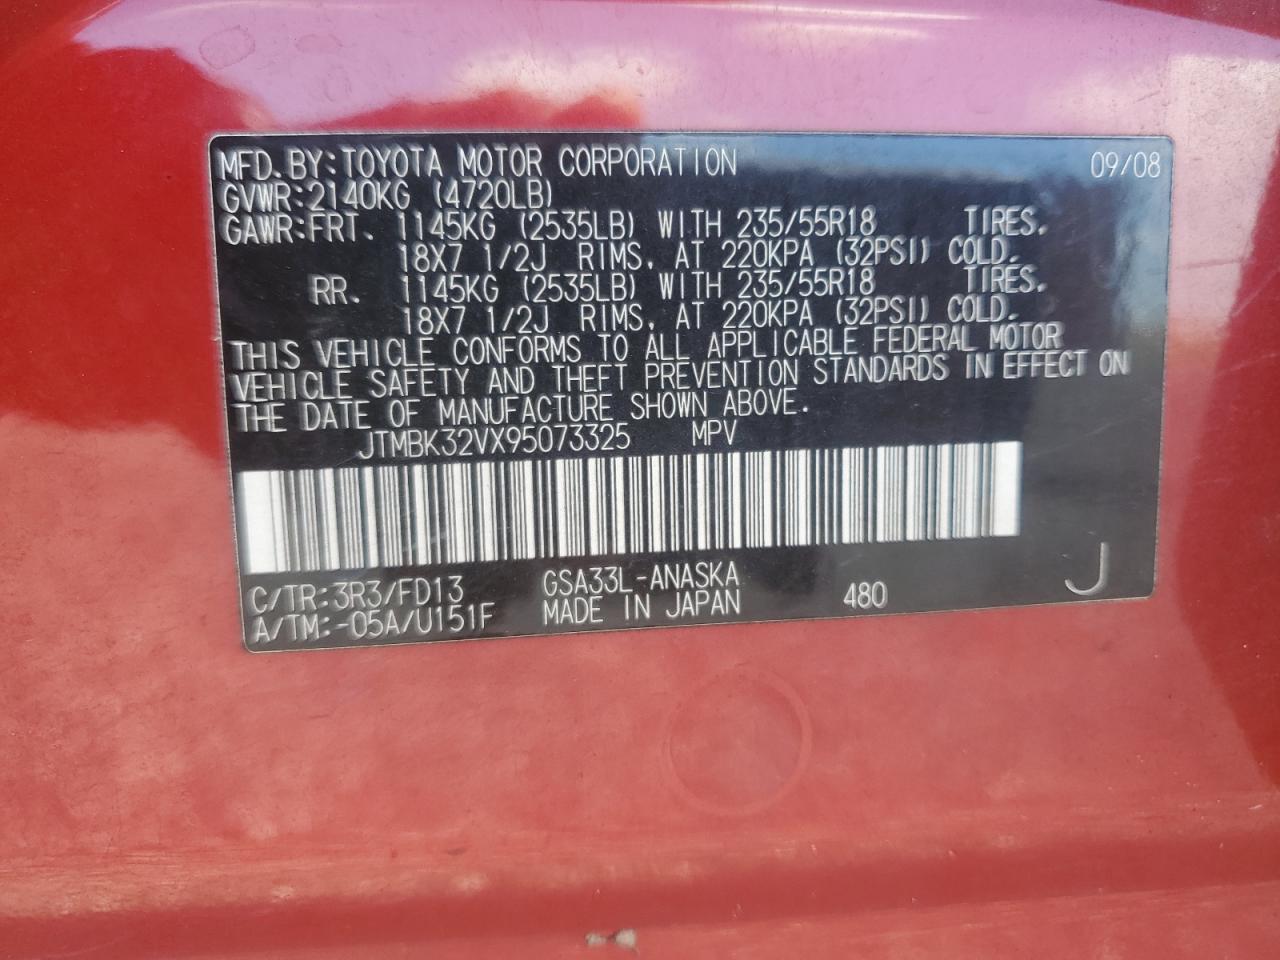 MFD.BY:TOYOTA MOTOR CORPORATION 09/08
GVWR:2140KG (4720LB)
GAWR:FRT. 1145KG (2535LB) WITH 235/55R18 TIRES.
18X7 1/2J RIMS, AT 220KPA (32PSI) COLD.
RR. 1145KG (2535LB) WITH 235/55R18 TIRES.
18X7 1/2J RIMS, AT 220KPA (32PSI) COLD.
THIS VEHICLE CONFORMS TO ALL APPLICABLE FEDERAL MOTOR
VEHICLE SAFETY AND THEFT PREVENTION STANDARDS IN EFFECT ON
THE DATE OF MANUFACTURE SHOWN ABOVE.
JTMBK32VX95073325 MPV
C/TR:3R3/FD13 GSA33L-ANASKA
A/TM:-05A/U151F MADE IN JAPAN 480 J